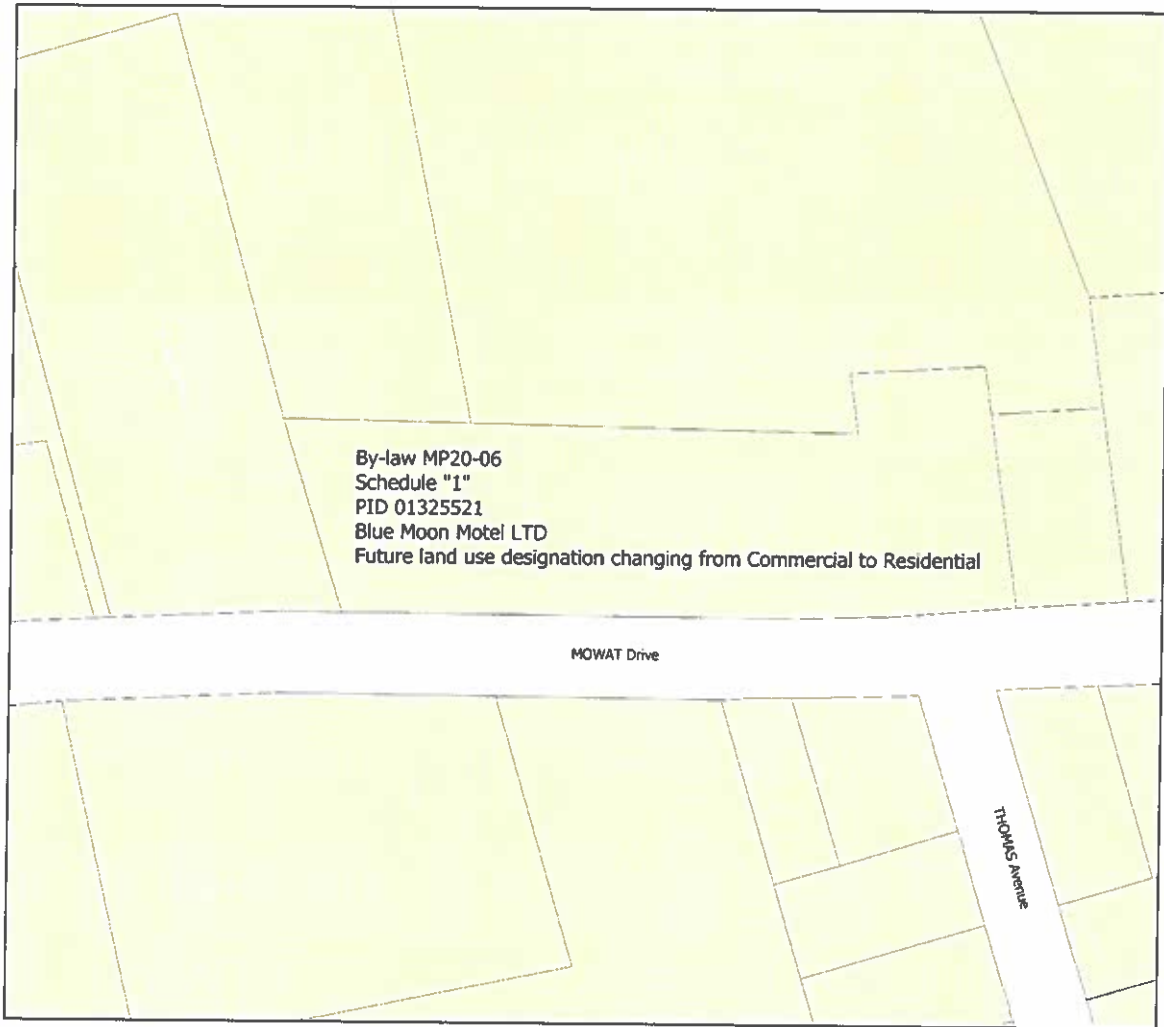 By-law MP20-06
Schedule "1"
PID 01325521
Blue Moon Motel LTD
Future land use designation changing from Commercial to Residential
MOWAT Drive
THOMAS Avenue